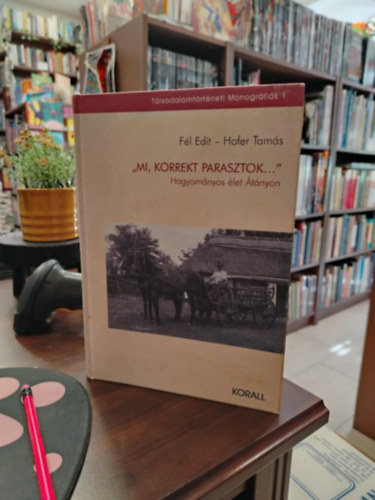 Társadalomtörténeti Monográfiák 1
Fél Edit – Hofer Tamás
„MI, KORREKT PARASZTOK..."
Hagyományos élet Átányon
KORALL